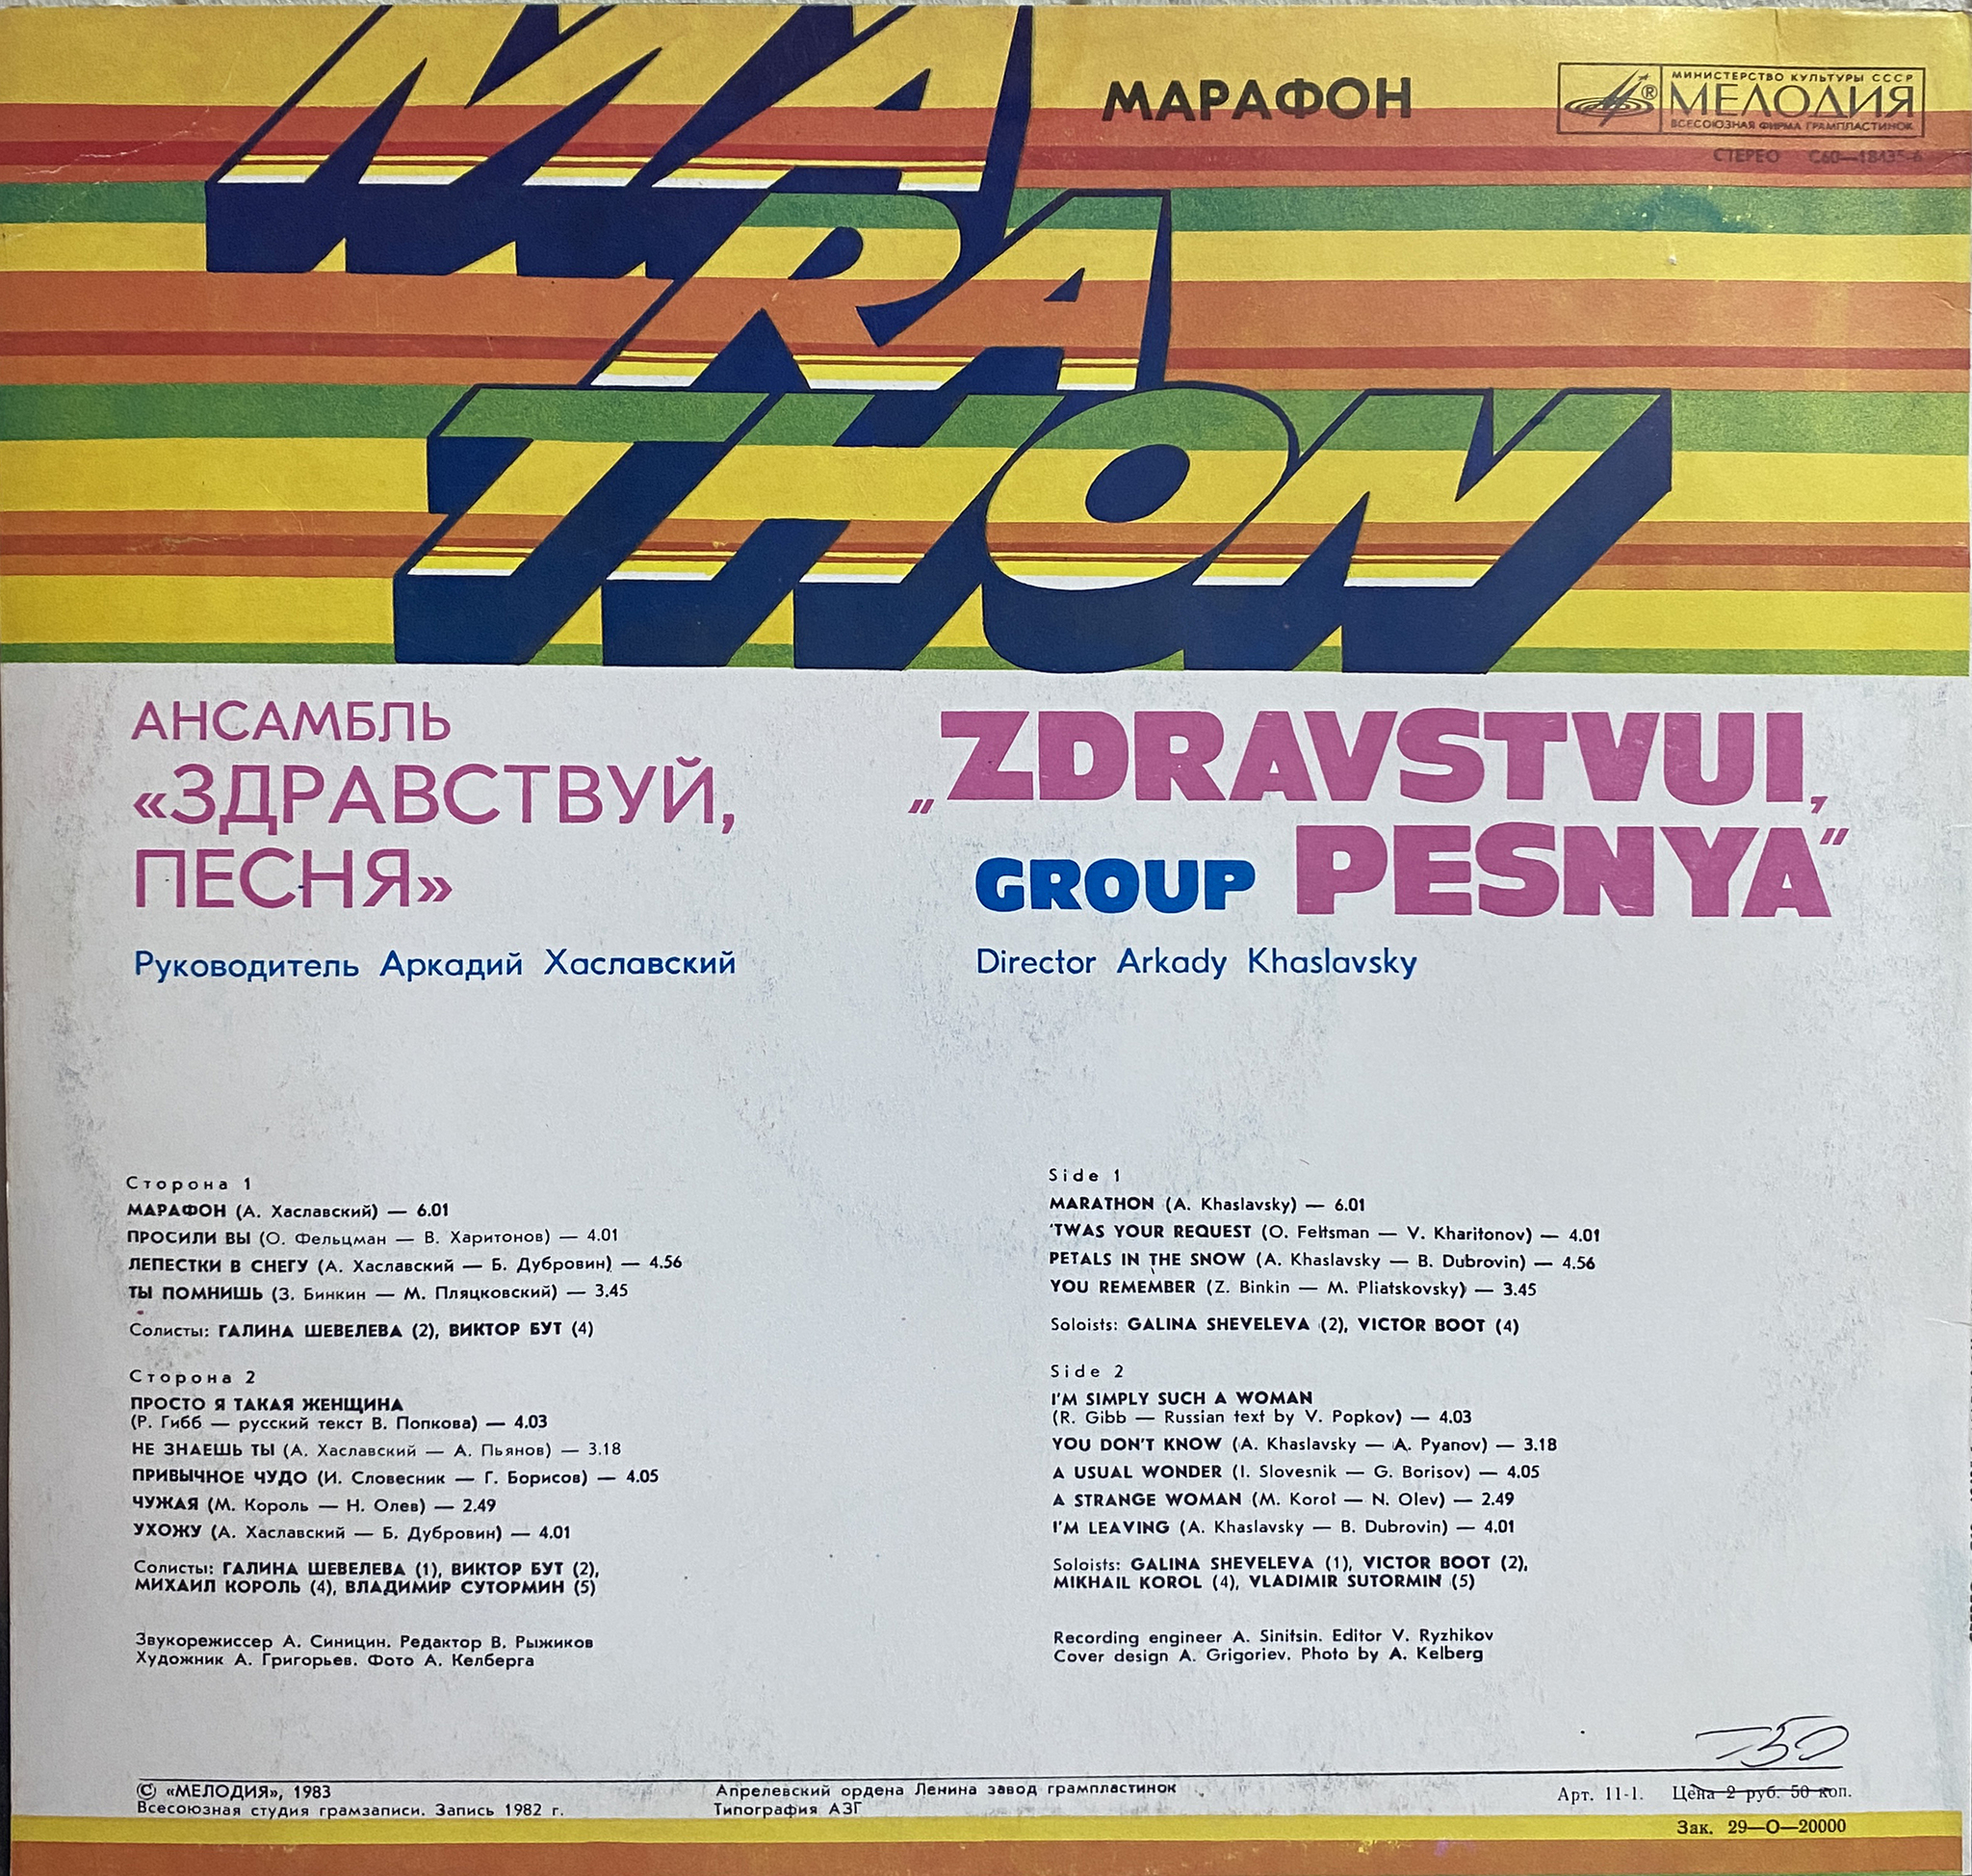 MA
RA
THON
МАРАФОН
МИНИСТЕРСТВО КУЛЬТУРЫ СССР
МЕЛОДИЯ
ВСЕСОЮЗНАЯ ФИРМА ГРАМПЛАСТИНОК
СТЕРЕО С60—18435-6
АНСАМБЛЬ
«ЗДРАВСТВУЙ,
ПЕСНЯ»
Руководитель Аркадий Хаславский
„ZDRAVSTVUI,
GROUP PESNYA”
Director Arkady Khaslavsky
Сторона 1
МАРАФОН (А. Хаславский) — 6.01
ПРОСИЛИ ВЫ (О. Фельцман — В. Харитонов) — 4.01
ЛЕПЕСТКИ В СНЕГУ (А. Хаславский — Б. Дубровин) — 4.56
ТЫ ПОМНИШЬ (З. Бинкин — М. Пляцковский) — 3.45
Солисты: ГАЛИНА ШЕВЕЛЕВА (2), ВИКТОР БУТ (4)
Сторона 2
ПРОСТО Я ТАКАЯ ЖЕНЩИНА
(Р. Гибб — русский текст В. Попкова) — 4.03
НЕ ЗНАЕШЬ ТЫ (А. Хаславский — А. Пьянов) — 3.18
ПРИВЫЧНОЕ ЧУДО (И. Словесник — Г. Борисов) — 4.05
ЧУЖАЯ (М. Король — Н. Олев) — 2.49
УХОЖУ (А. Хаславский — Б. Дубровин) — 4.01
Солисты: ГАЛИНА ШЕВЕЛЕВА (1), ВИКТОР БУТ (2),
МИХАИЛ КОРОЛЬ (4), ВЛАДИМИР СУТОРМИН (5)
Звукорежиссер А. Синицин. Редактор В. Рыжиков
Художник А. Григорьев. Фото А. Келберга
Side 1
MARATHON (A. Khaslavsky) — 6.01
'TWAS YOUR REQUEST (O. Feltsman — V. Kharitonov) — 4.01
PETALS IN THE SNOW (A. Khaslavsky — B. Dubrovin) — 4.56
YOU REMEMBER (Z. Binkin — M. Pliatskovsky) — 3.45
Soloists: GALINA SHEVELEVA (2), VICTOR BOOT (4)
Side 2
I'M SIMPLY SUCH A WOMAN
(R. Gibb — Russian text by V. Popkov) — 4.03
YOU DON'T KNOW (A. Khaslavsky — A. Pyanov) — 3.18
A USUAL WONDER (I. Slovesnik — G. Borisov) — 4.05
A STRANGE WOMAN (M. Korol — N. Olev) — 2.49
I'M LEAVING (A. Khaslavsky — B. Dubrovin) — 4.01
Soloists: GALINA SHEVELEVA (1), VICTOR BOOT (2),
MIKHAIL KOROL (4), VLADIMIR SUTORMIN (5)
Recording engineer A. Sinitsin. Editor V. Ryzhikov
Cover design A. Grigoriev. Photo by A. Kelberg
© «МЕЛОДИЯ», 1983
Всесоюзная студия грамзаписи. Запись 1982 г.
Апрелевский ордена Ленина завод грампластинок
Типография АЗГ
Арт. 11-1. Цена 2 руб. 50 коп.
Зак. 29—О—20000